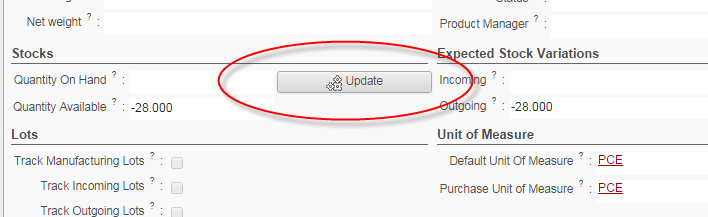 Status ? :
Net weight ? :
Product Manager ? :
Stocks
Expected Stock Variations
Quantity On Hand ? :
Update
Incoming ? :
Quantity Available ? : -28.000
Outgoing ? : -28.000
Lots
Unit of Measure
Track Manufacturing Lots ? :
Default Unit Of Measure ? : PCE
Track Incoming Lots ? :
Purchase Unit of Measure ? : PCE
Track Outgoing Lots ? :